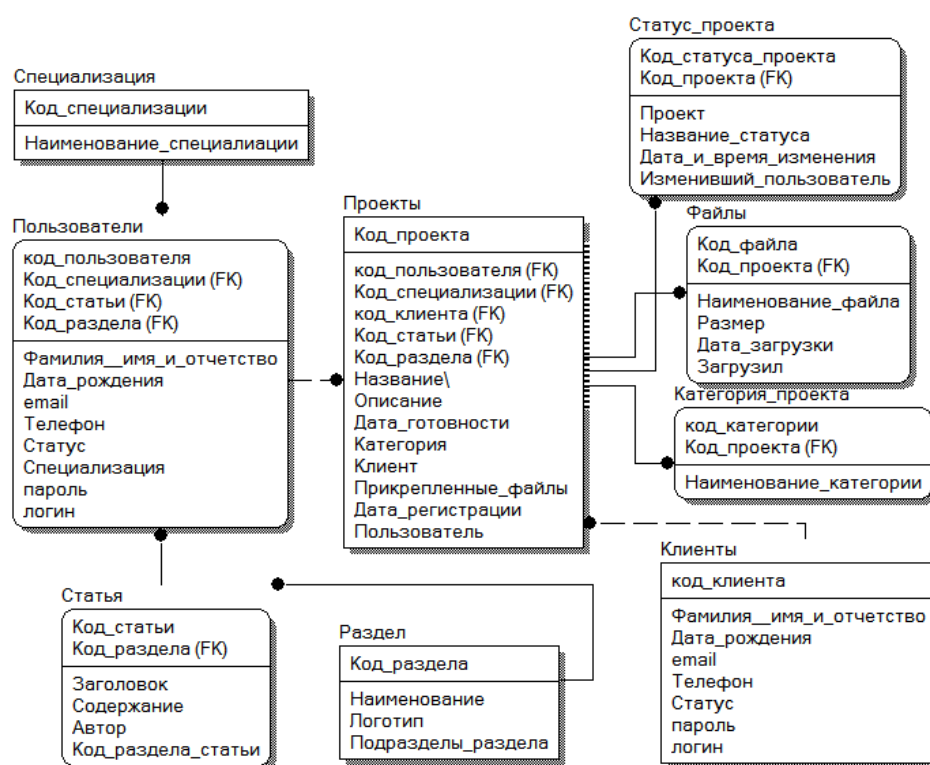 Статус_проекта
Код_статуса_проекта
Код_проекта (FK)
Проект
Название_статуса
Дата_и_время_изменения
Изменивший_пользователь
Специализация
Код_специализации
Наименование_специалиации
Пользователи
код_пользователя
Код_специализации (FK)
Код_статьи (FK)
Код_раздела (FK)
Фамилия__имя_и_отчетство
Дата_рождения
email
Телефон
Статус
Специализация
пароль
логин
Проекты
Код_проекта
код_пользователя (FK)
Код_специализации (FK)
код_клиента (FK)
Код_статьи (FK)
Код_раздела (FK)
Название\
Описание
Дата_готовности
Категория
Клиент
Прикрепленные_файлы
Дата_регистрации
Пользователь
Файлы
Код_файла
Код_проекта (FK)
Наименование_файла
Размер
Дата_загрузки
Загрузил
Категория_проекта
код_категории
Код_проекта (FK)
Наименование_категории
Клиенты
код_клиента
Фамилия__имя_и_отчетство
Дата_рождения
email
Телефон
Статус
пароль
логин
Статья
Код_статьи
Код_раздела (FK)
Заголовок
Содержание
Автор
Код_раздела_статьи
Раздел
Код_раздела
Наименование
Логотип
Подразделы_раздела